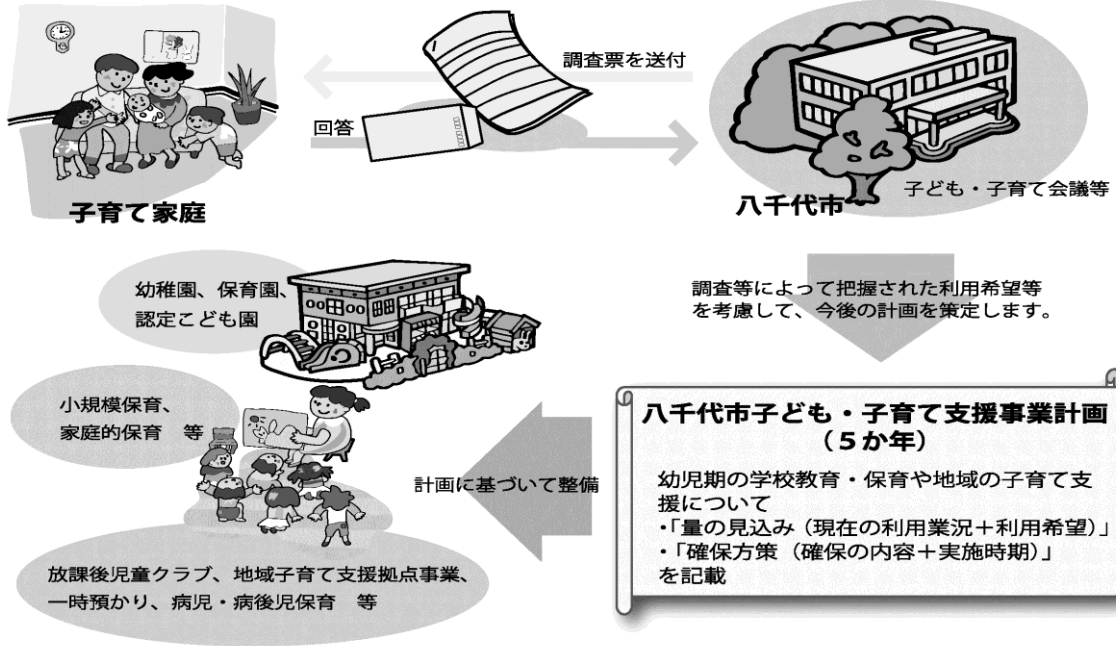 調査票を送付
回答
子育て家庭
八千代市
子ども・子育て会議等
調査等によって把握された利用希望等
を考慮して、今後の計画を策定します。
八千代市子ども・子育て支援事業計画
（５か年）
幼児期の学校教育・保育や地域の子育て支
援について
・「量の見込み（現在の利用業況＋利用希望）」
・「確保方策（確保の内容＋実施時期）」
を記載
計画に基づいて整備
幼稚園、保育園、
認定こども園
小規模保育、
家庭的保育　等
放課後児童クラブ、地域子育て支援拠点事業、
一時預かり、病児・病後児保育　等